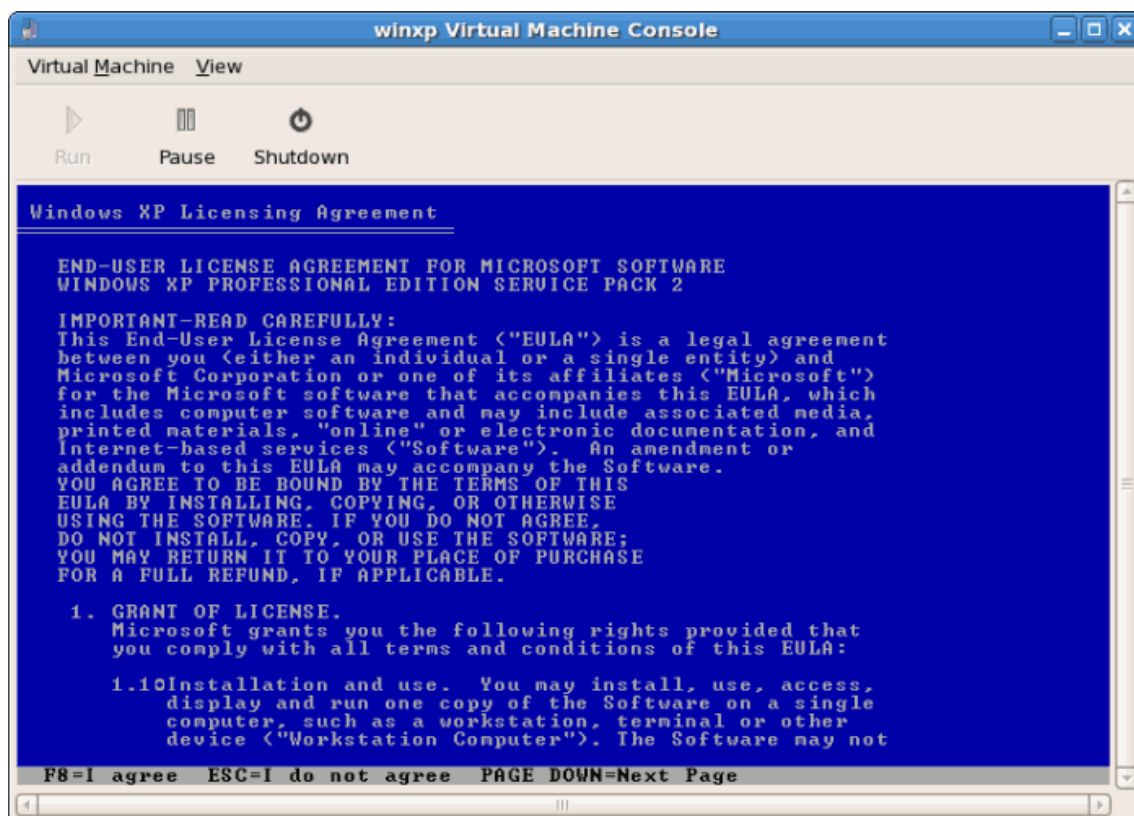 winxp Virtual Machine Console
Virtual Machine View
Run Pause Shutdown
Windows XP Licensing Agreement
END-USER LICENSE AGREEMENT FOR MICROSOFT SOFTWARE
WINDOWS XP PROFESSIONAL EDITION SERVICE PACK 2
IMPORTANT-READ CAREFULLY:
This End-User License Agreement ("EULA") is a legal agreement
between you (either an individual or a single entity) and
Microsoft Corporation or one of its affiliates ("Microsoft")
for the Microsoft software that accompanies this EULA, which
includes computer software and may include associated media,
printed materials, "online" or electronic documentation, and
Internet-based services ("Software").  An amendment or
addendum to this EULA may accompany the Software.
YOU AGREE TO BE BOUND BY THE TERMS OF THIS
EULA BY INSTALLING, COPYING, OR OTHERWISE
USING THE SOFTWARE. IF YOU DO NOT AGREE,
DO NOT INSTALL, COPY, OR USE THE SOFTWARE;
YOU MAY RETURN IT TO YOUR PLACE OF PURCHASE
FOR A FULL REFUND, IF APPLICABLE.
1. GRANT OF LICENSE.
Microsoft grants you the following rights provided that
you comply with all terms and conditions of this EULA:
1.1 Installation and use.  You may install, use, access,
display and run one copy of the Software on a single
computer, such as a workstation, terminal or other
device ("Workstation Computer"). The Software may not
F8=I agree  ESC=I do not agree  PAGE DOWN=Next Page